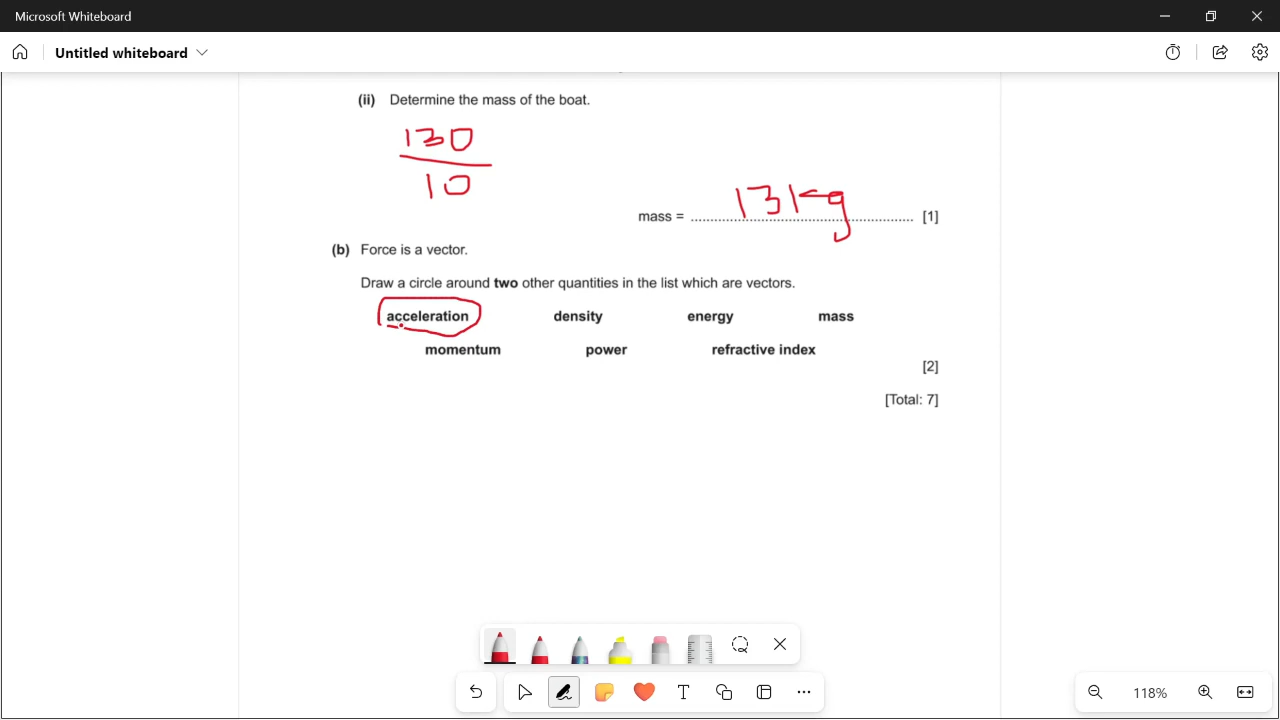 Microsoft Whiteboard
Untitled whiteboard
(ii) Determine the mass of the boat.
130
10
13kg
mass = ........................................................ [1]
(b) Force is a vector.
Draw a circle around two other quantities in the list which are vectors.
acceleration density energy mass
momentum power refractive index
[2]
[Total: 7]
118%